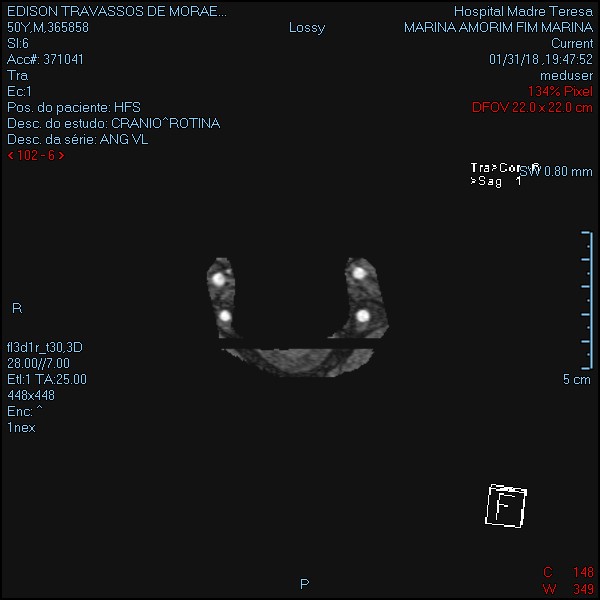 EDISON TRAVASSOS DE MORAE...
50Y,M,365858
Sl:6
Acc#: 371041
Tra
Ec:1
Pos. do paciente: HFS
Desc. do estudo: CRANIO^ROTINA
Desc. da série: ANG VL
< 102 - 6 >
Lossy
Hospital Madre Teresa
MARINA AMORIM FIM MARINA
Current
01/31/18 ,19:47:52
meduser
134% Pixel
DFOV 22.0 x 22.0 cm
Tra>Cor
SW 0.80 mm
>Sag 1
R
5 cm
fl3d1r_t30,3D
28.00//7.00
Etl:1 TA:25.00
448x448
Enc: ^
1nex
F
P
C 148
W 349